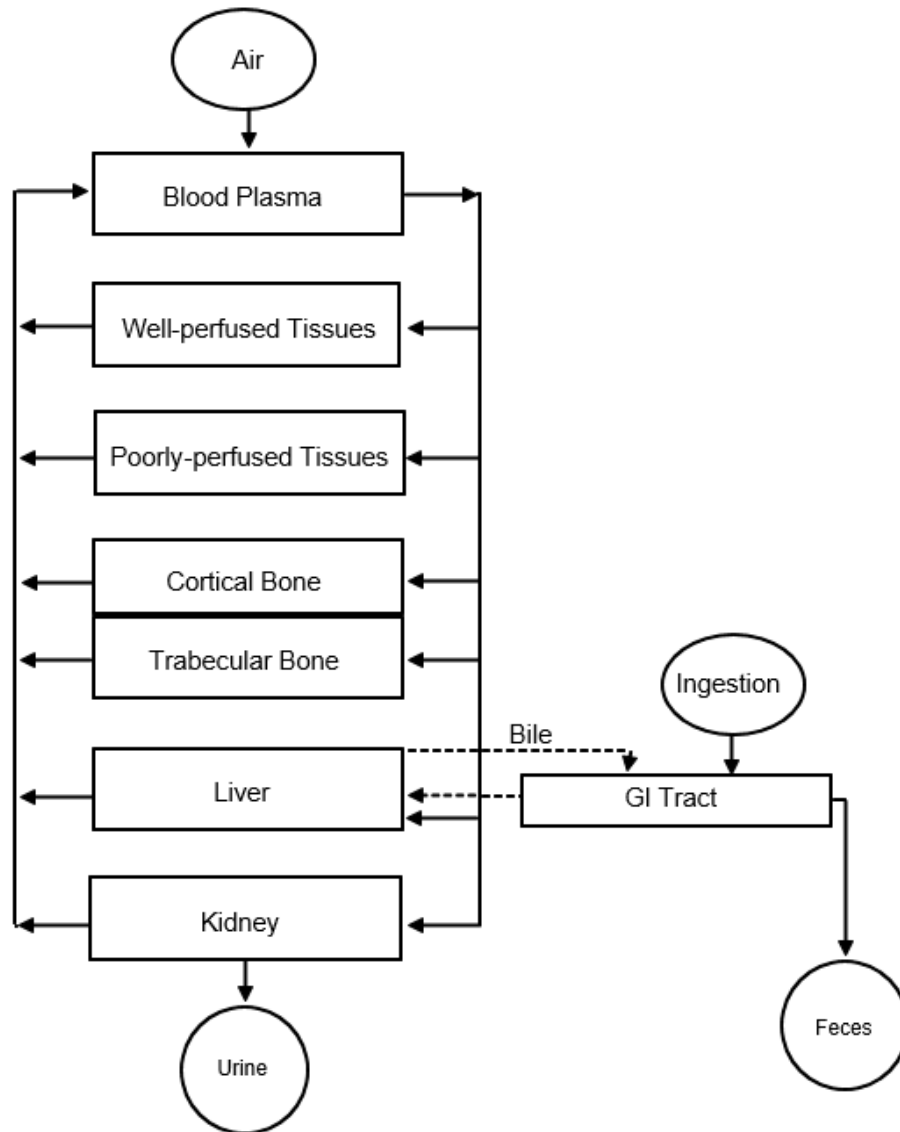 Air
Blood Plasma
Well-perfused Tissues
Poorly-perfused Tissues
Cortical Bone
Trabecular Bone
Ingestion
Bile
Liver
GI Tract
Kidney
Feces
Urine